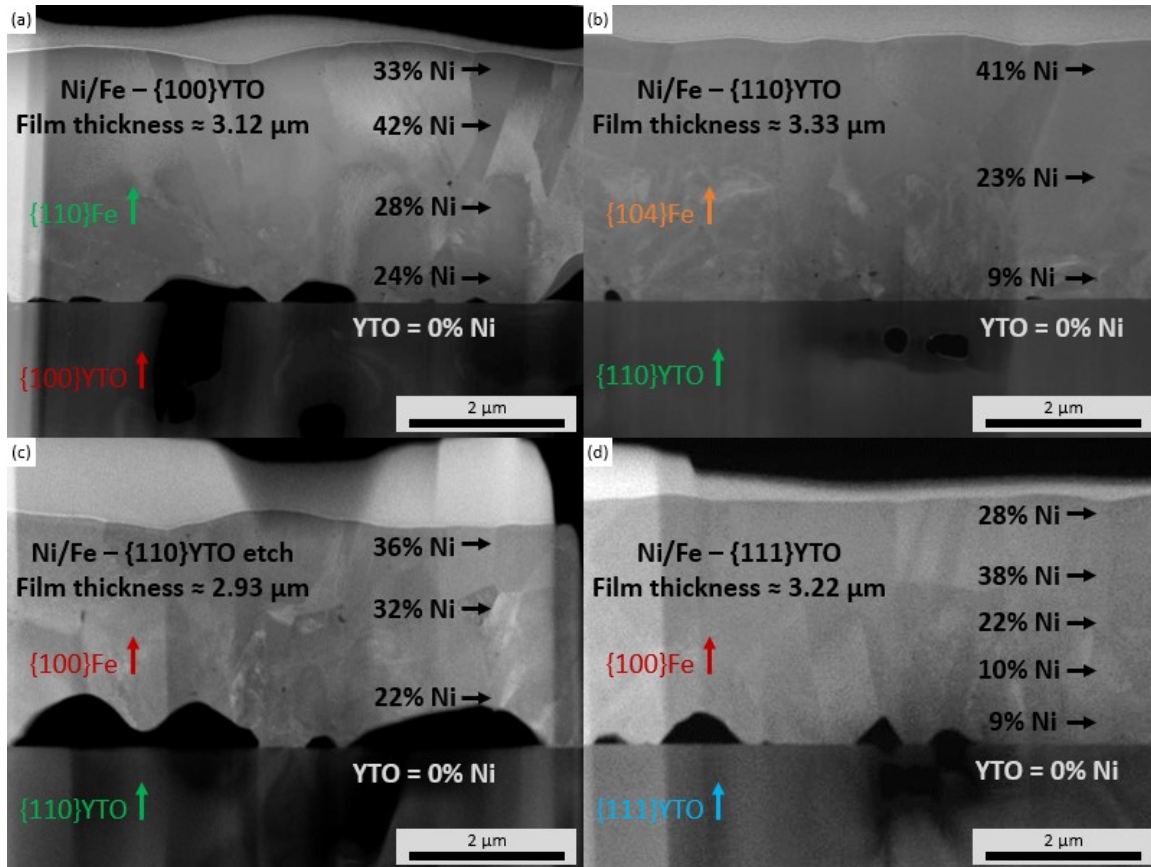 (a)
33% Ni
Ni/Fe – {100}YTO
Film thickness ≈ 3.12 µm
42% Ni
{110}Fe
28% Ni
24% Ni
YTO = 0% Ni
{100}YTO
2 µm
(b)
41% Ni
Ni/Fe – {110}YTO
Film thickness ≈ 3.33 µm
23% Ni
{104}Fe
9% Ni
YTO = 0% Ni
{110}YTO
2 µm
(c)
36% Ni
Ni/Fe – {110}YTO etch
Film thickness ≈ 2.93 µm
32% Ni
{100}Fe
22% Ni
YTO = 0% Ni
{110}YTO
2 µm
(d)
28% Ni
Ni/Fe – {111}YTO
Film thickness ≈ 3.22 µm
38% Ni
22% Ni
{100}Fe
10% Ni
9% Ni
YTO = 0% Ni
{111}YTO
2 µm